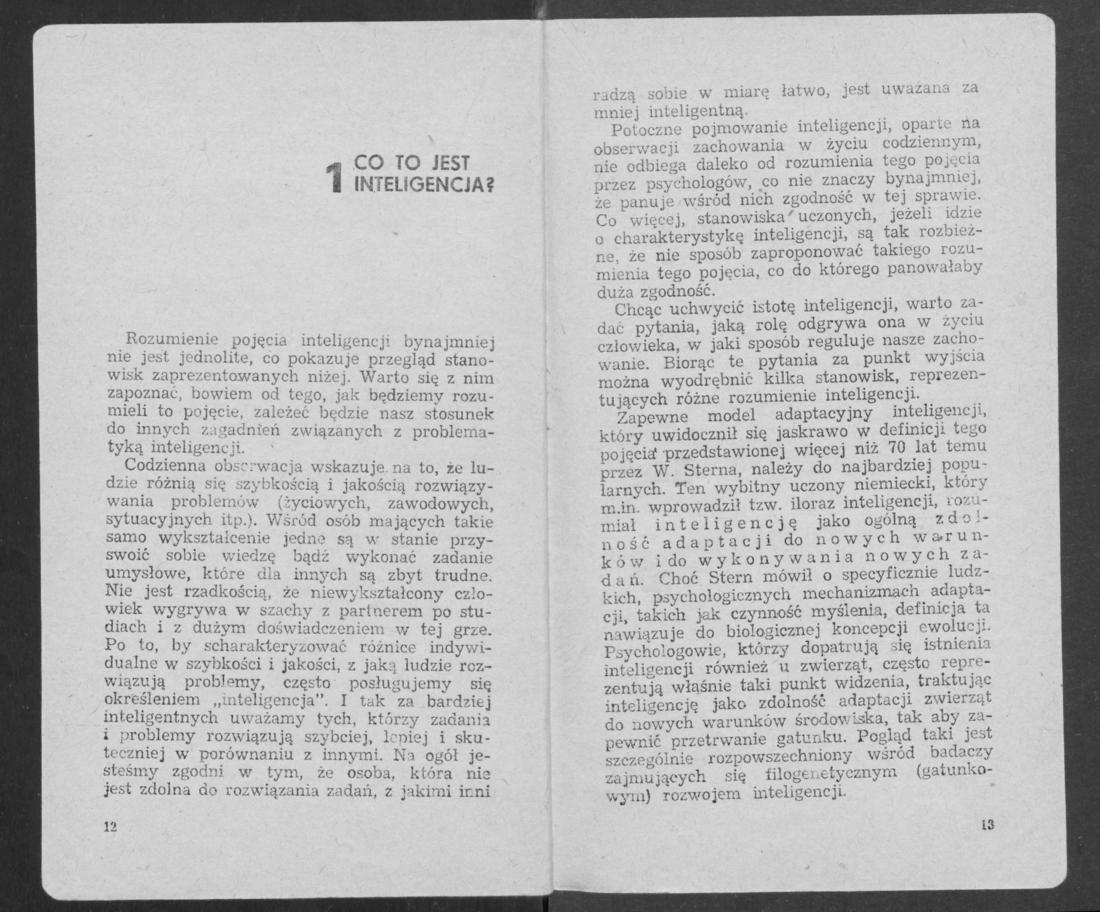 1 CO TO JEST
INTELIGENCJA?
Rozumienie pojęcia inteligencji bynajmniej
nie jest jednolite, co pokazuje przegląd stano-
wisk zaprezentowanych niżej. Warto się z nim
zapoznać, bowiem od tego, jak będziemy rozu-
mieli to pojęcie, zależeć będzie nasz stosunek
do innych zagadnień związanych z problema-
tyką inteligencji.
Codzienna obserwacja wskazuje na to, że lu-
dzie różnią się szybkością i jakością rozwiązy-
wania problemów (życiowych, zawodowych,
sytuacyjnych itp.). Wśród osób mających takie
samo wykształcenie jedne są w stanie przy-
swoić sobie wiedzę bądź wykonać zadanie
umysłowe, które dla innych są zbyt trudne.
Nie jest rzadkością, że niewykształcony czło-
wiek wygrywa w szachy z partnerem po stu-
diach i z dużym doświadczeniem w tej grze.
Po to, by scharakteryzować różnice indywi-
dualne w szybkości i jakości, z jaką ludzie roz-
wiązują problemy, często posługujemy się
określeniem „inteligencja”. I tak za bardziej
inteligentnych uważamy tych, którzy zadania
i problemy rozwiązują szybciej, lepiej i sku-
teczniej w porównaniu z innymi. Na ogół je-
steśmy zgodni w tym, że osoba, która nie
jest zdolna do rozwiązania zadań, z jakimi inni
12
radzą sobie w miarę łatwo, jest uważana za
mniej inteligentną.
Potoczne pojmowanie inteligencji, oparte na
obserwacji zachowania w życiu codziennym,
nie odbiega daleko od rozumienia tego pojęcia
przez psychologów, co nie znaczy bynajmniej,
że panuje wśród nich zgodność w tej sprawie.
Co więcej, stanowiska uczonych, jeżeli idzie
o charakterystykę inteligencji, są tak rozbież-
ne, że nie sposób zaproponować takiego rozu-
mienia tego pojęcia, co do którego panowałaby
duża zgodność.
Chcąc uchwycić istotę inteligencji, warto za-
dać pytania, jaką rolę odgrywa ona w życiu
człowieka, w jaki sposób reguluje nasze zacho-
wanie. Biorąc te pytania za punkt wyjścia
można wyodrębnić kilka stanowisk, reprezen-
tujących różne rozumienie inteligencji.
Zapewne model adaptacyjny inteligencji,
który uwidocznił się jaskrawo w definicji tego
pojęcia przedstawionej więcej niż 70 lat temu
przez W. Sterna, należy do najbardziej popu-
larnych. Ten wybitny uczony niemiecki, który
m.in. wprowadził tzw. iloraz inteligencji, rozu-
miał inteligencję jako ogólną zdol-
ność adaptacji do nowych warun-
ków i do wykonywania nowych za-
dań. Choć Stern mówił o specyficznie ludz-
kich, psychologicznych mechanizmach adapta-
cji, takich jak czynność myślenia, definicja ta
nawiązuje do biologicznej koncepcji ewolucji.
Psychologowie, którzy dopatrują się istnienia
inteligencji również u zwierząt, często repre-
zentują właśnie taki punkt widzenia, traktując
inteligencję jako zdolność adaptacji zwierząt
do nowych warunków środowiska, tak aby za-
pewnić przetrwanie gatunku. Pogląd taki jest
szczególnie rozpowszechniony wśród badaczy
zajmujących się filogenetycznym (gatunko-
wym) rozwojem inteligencji.
13